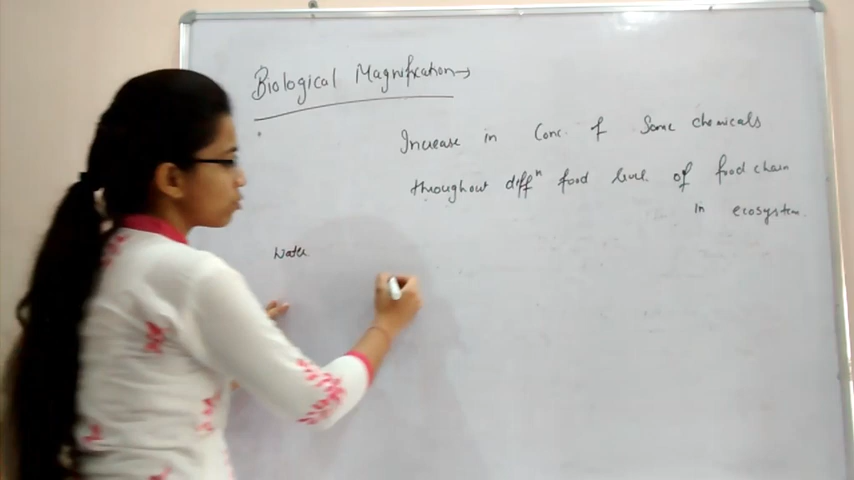 Biological Magnification →
Increase in Conc. of Some chemicals
throughout diffⁿ food level of food chain
in ecosystem.
Water